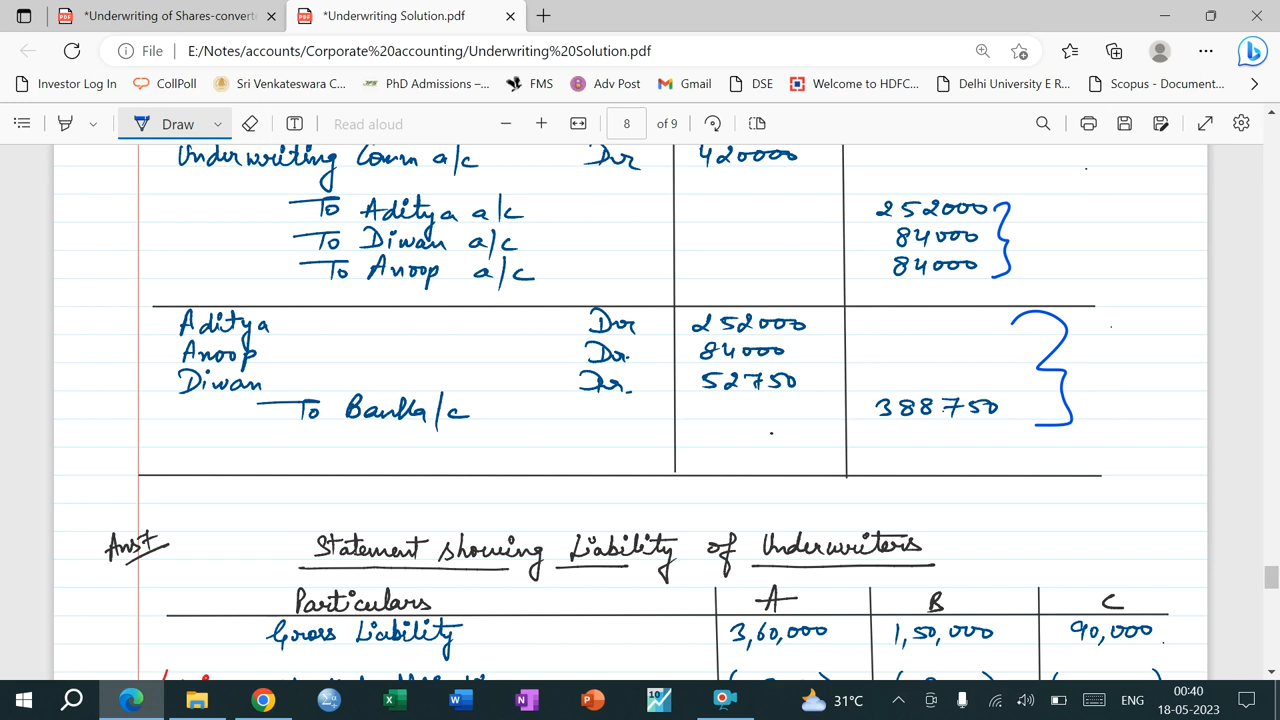 *Underwriting of Shares-converte
*Underwriting Solution.pdf
File
E:/Notes/accounts/Corporate%20accounting/Underwriting%20Solution.pdf
Investor Log In
CollPoll
Sri Venkateswara C...
PhD Admissions –...
FMS
Adv Post
Gmail
DSE
Welcome to HDFC...
Delhi University E R...
Scopus - Document...
Draw
Read aloud
8
of 9
Underwriting Comm a/c Dr 420000
To Aditya a/c 252000
To Diwan a/c 84000
To Anoop a/c 84000
Aditya Dr 252000
Anoop Dr. 84000
Diwan Dr. 52750
To Bank a/c 388750
Ans7 Statement showing Liability of Underwriters
Particulars A B C
Gross Liability 3,60,000 1,50,000 90,000
31°C
ENG
00:40
18-05-2023